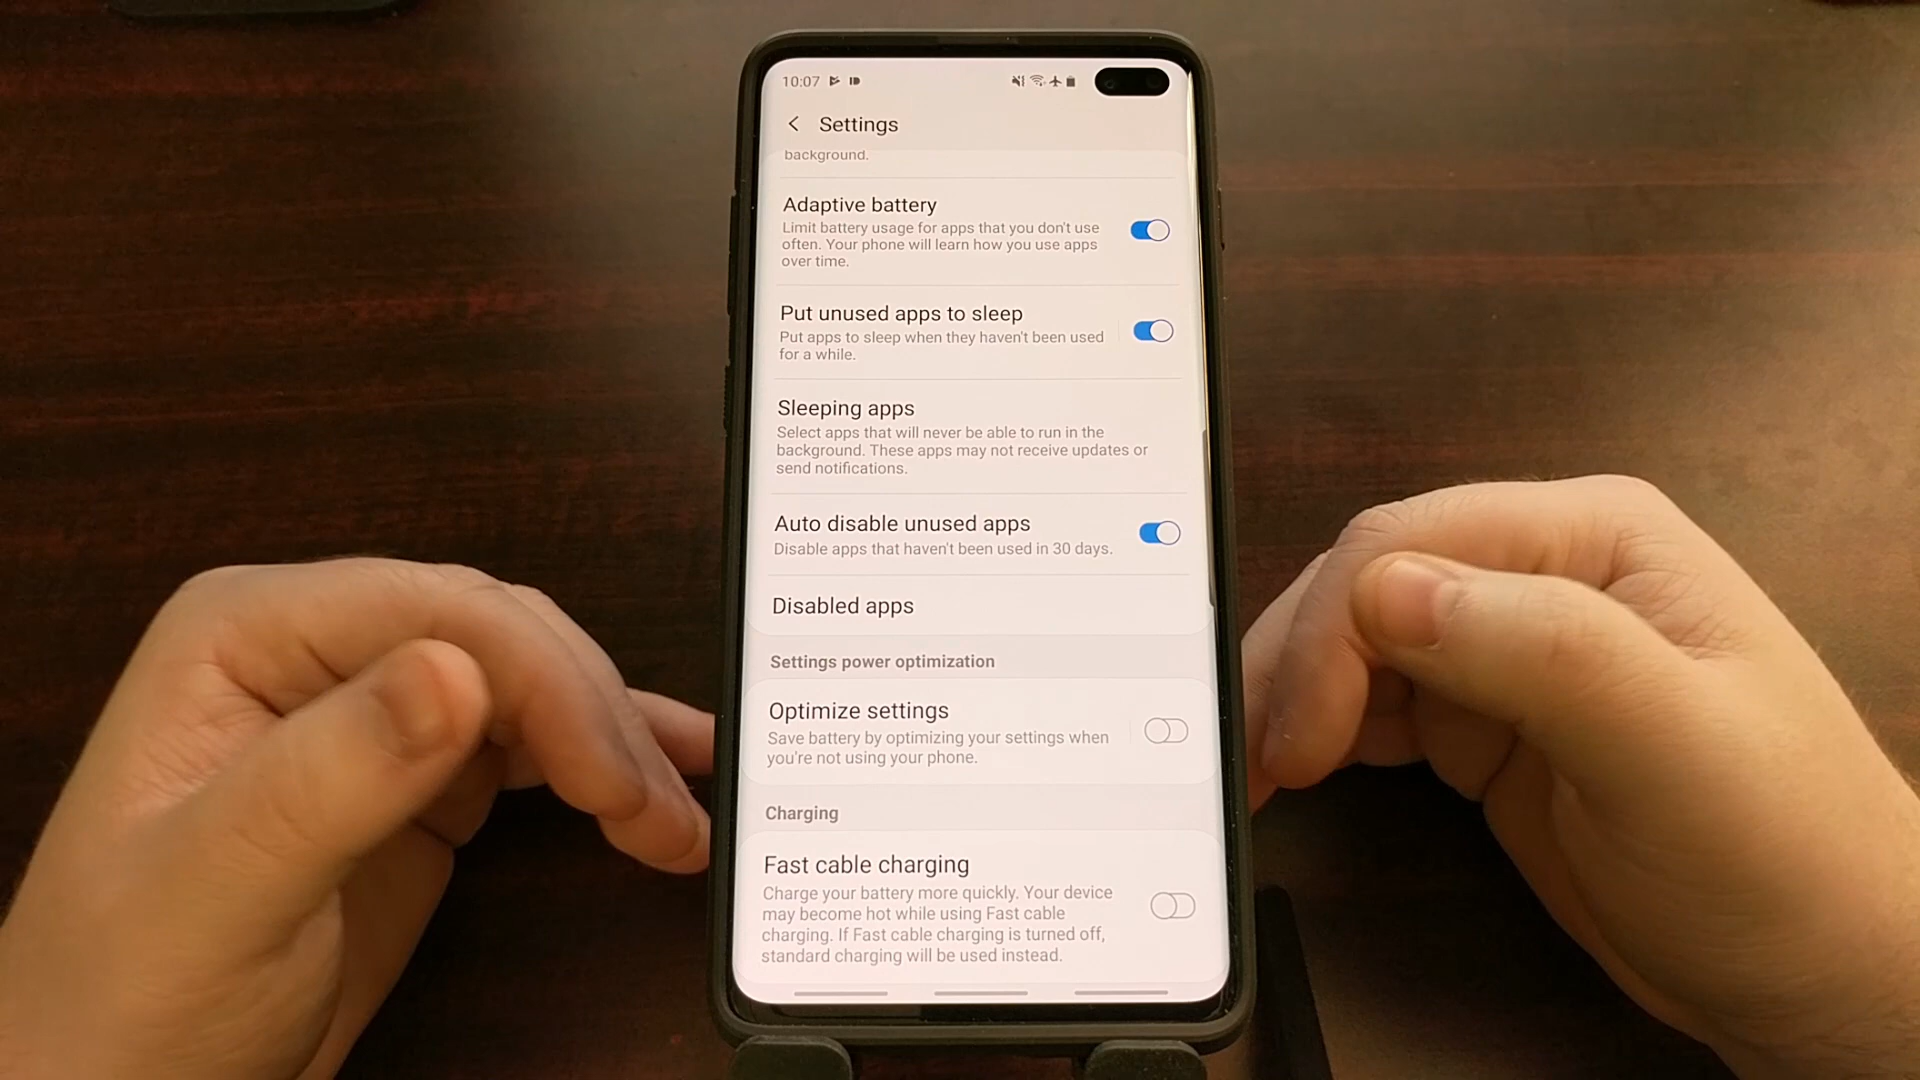 10:07
Settings
background.
Adaptive battery
Limit battery usage for apps that you don't use
often. Your phone will learn how you use apps
over time.
Put unused apps to sleep
Put apps to sleep when they haven't been used
for a while.
Sleeping apps
Select apps that will never be able to run in the
background. These apps may not receive updates or
send notifications.
Auto disable unused apps
Disable apps that haven't been used in 30 days.
Disabled apps
Settings power optimization
Optimize settings
Save battery by optimizing your settings when
you're not using your phone.
Charging
Fast cable charging
Charge your battery more quickly. Your device
may become hot while using Fast cable
charging. If Fast cable charging is turned off,
standard charging will be used instead.